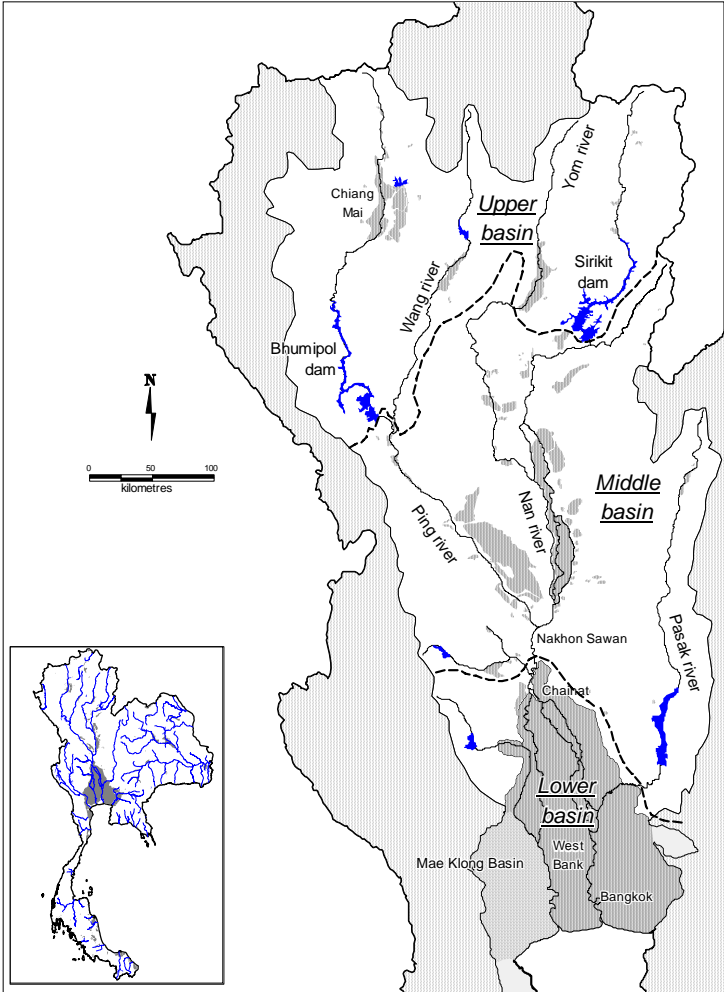 Yom river
Chiang
Mai
Upper
basin
Sirikit
dam
Wang river
Bhumipol
dam
N
0 50 100
kilometres
Middle
basin
Nan river
Ping river
Pasak river
Nakhon Sawan
Chainat
Lower
basin
West
Bank
Mae Klong Basin
Bangkok